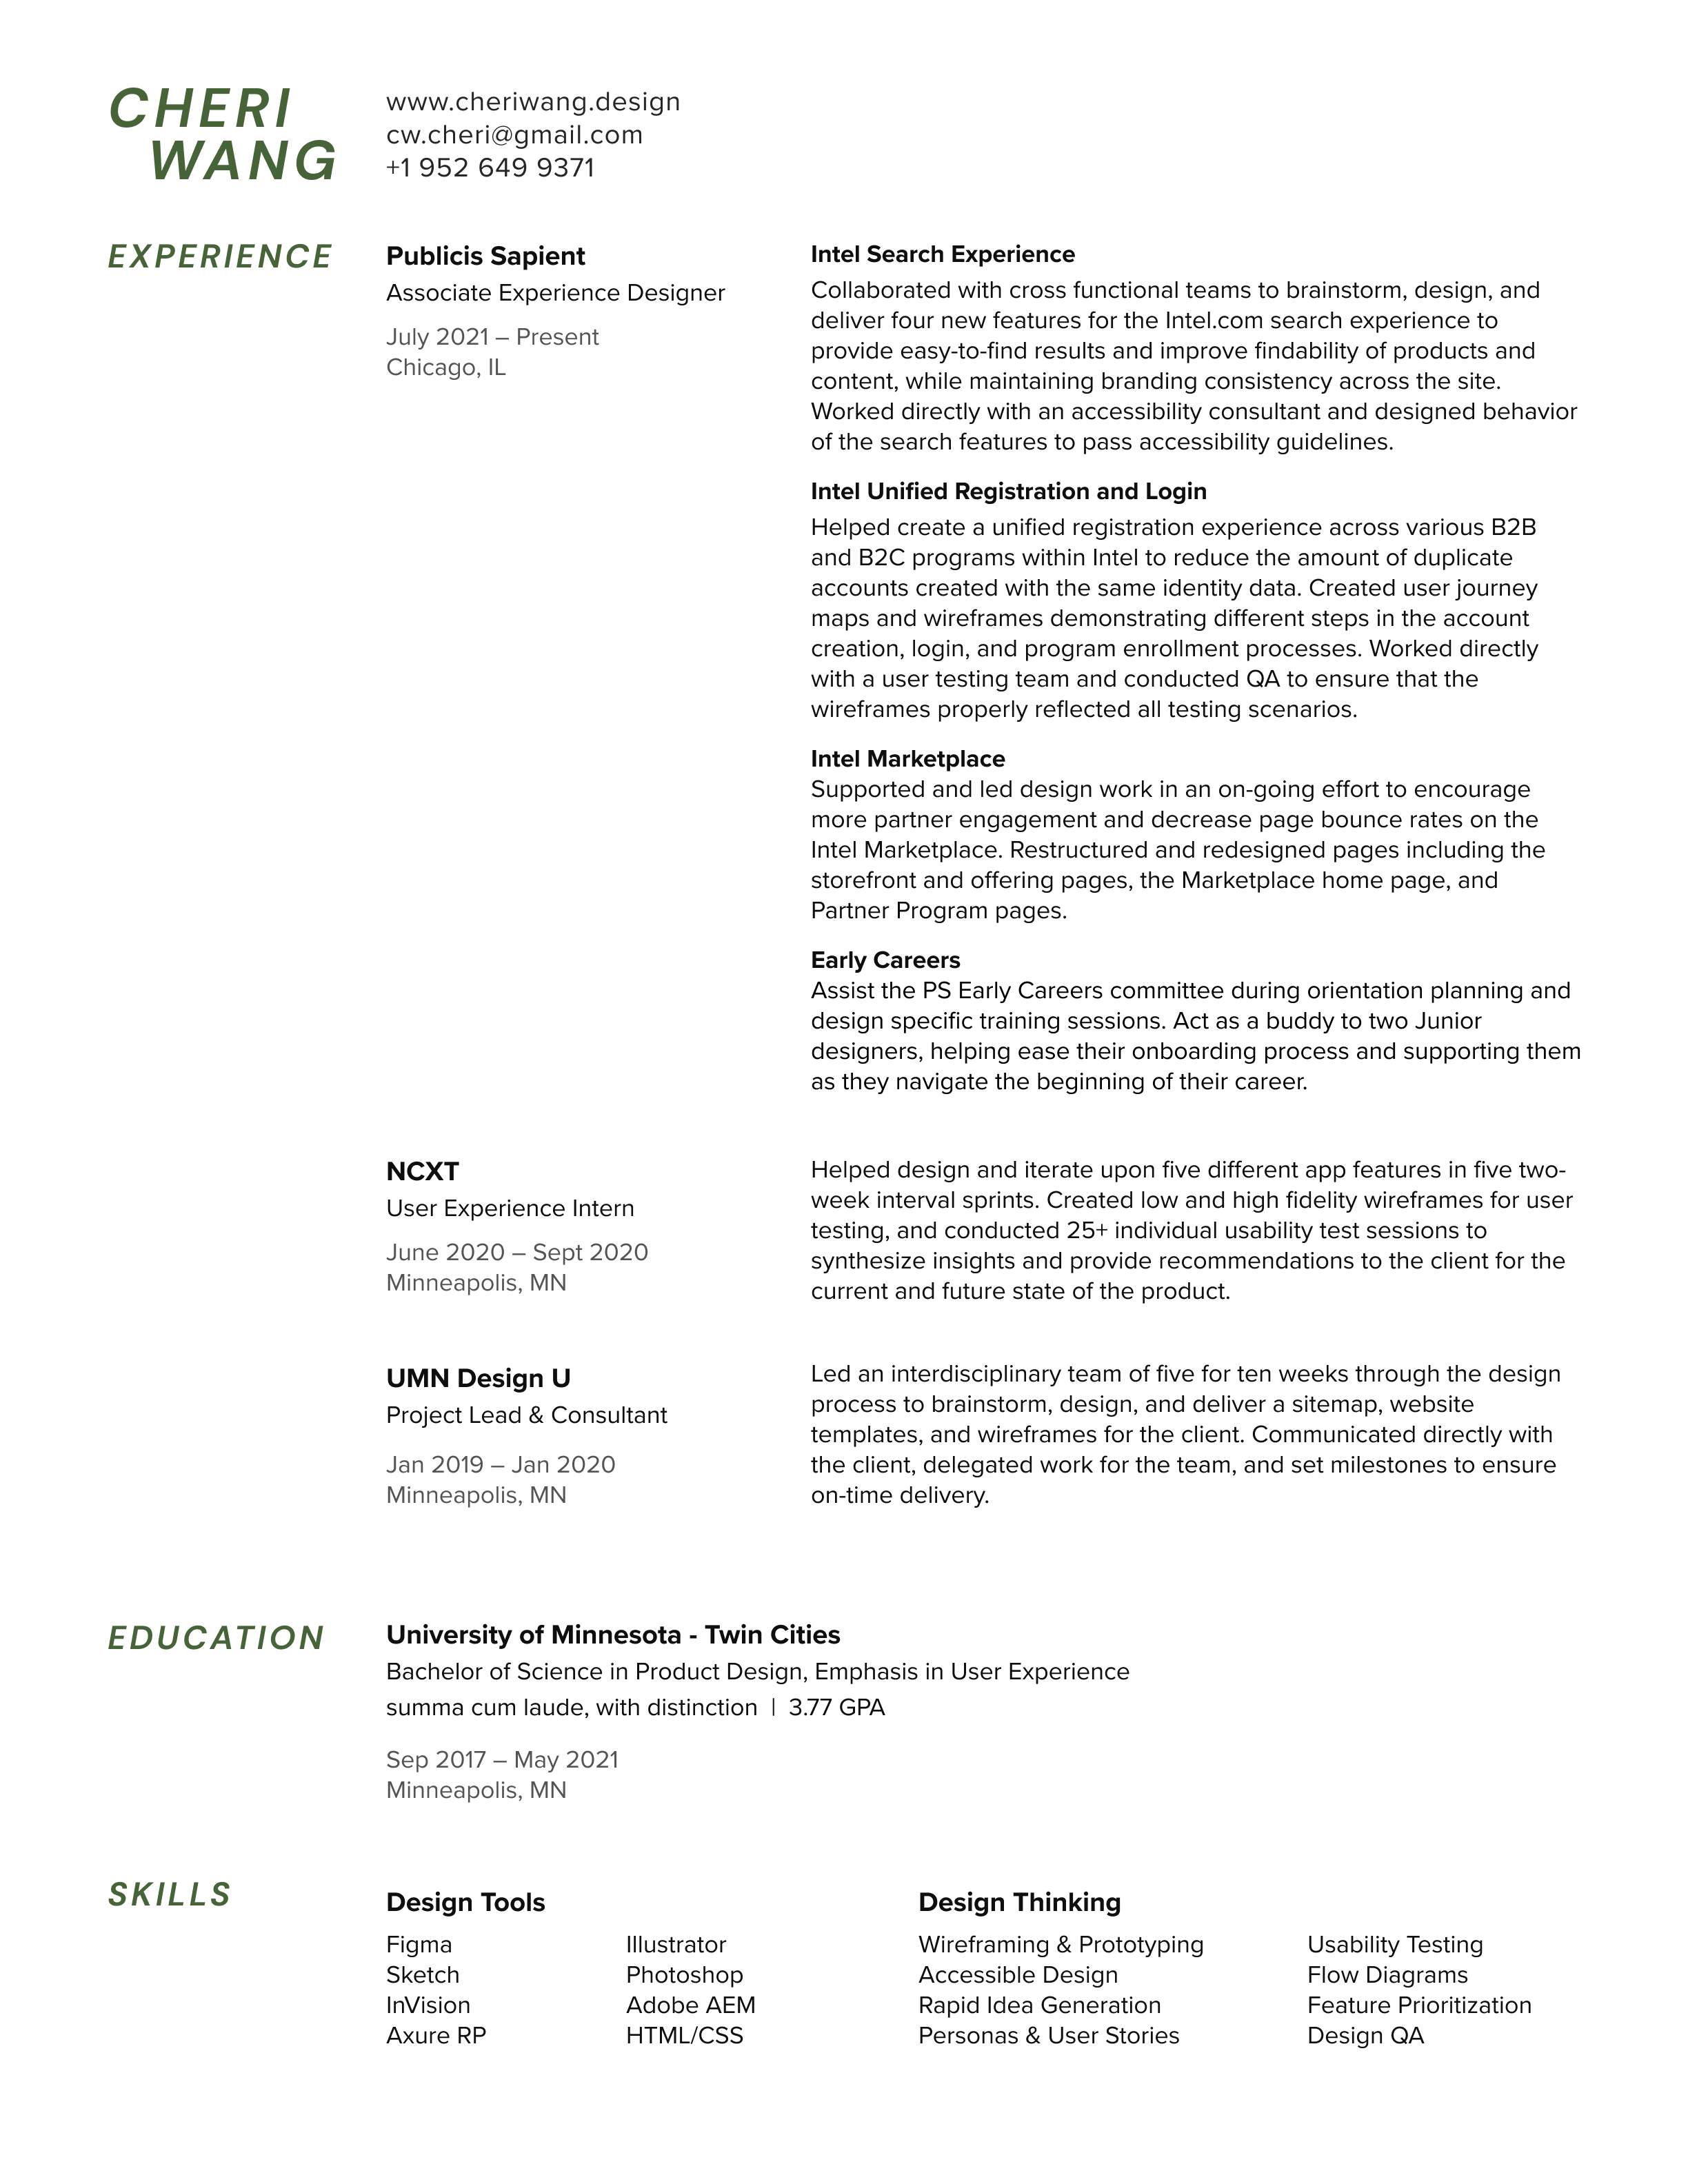 CHERI
WANG
www.cheriwang.design
cw.cheri@gmail.com
+1 952 649 9371
EXPERIENCE
Publicis Sapient
Associate Experience Designer
July 2021 – Present
Chicago, IL
Intel Search Experience
Collaborated with cross functional teams to brainstorm, design, and
deliver four new features for the Intel.com search experience to
provide easy-to-find results and improve findability of products and
content, while maintaining branding consistency across the site.
Worked directly with an accessibility consultant and designed behavior
of the search features to pass accessibility guidelines.
Intel Unified Registration and Login
Helped create a unified registration experience across various B2B
and B2C programs within Intel to reduce the amount of duplicate
accounts created with the same identity data. Created user journey
maps and wireframes demonstrating different steps in the account
creation, login, and program enrollment processes. Worked directly
with a user testing team and conducted QA to ensure that the
wireframes properly reflected all testing scenarios.
Intel Marketplace
Supported and led design work in an on-going effort to encourage
more partner engagement and decrease page bounce rates on the
Intel Marketplace. Restructured and redesigned pages including the
storefront and offering pages, the Marketplace home page, and
Partner Program pages.
Early Careers
Assist the PS Early Careers committee during orientation planning and
design specific training sessions. Act as a buddy to two Junior
designers, helping ease their onboarding process and supporting them
as they navigate the beginning of their career.
NCXT
User Experience Intern
June 2020 – Sept 2020
Minneapolis, MN
Helped design and iterate upon five different app features in five two-
week interval sprints. Created low and high fidelity wireframes for user
testing, and conducted 25+ individual usability test sessions to
synthesize insights and provide recommendations to the client for the
current and future state of the product.
UMN Design U
Project Lead & Consultant
Jan 2019 – Jan 2020
Minneapolis, MN
Led an interdisciplinary team of five for ten weeks through the design
process to brainstorm, design, and deliver a sitemap, website
templates, and wireframes for the client. Communicated directly with
the client, delegated work for the team, and set milestones to ensure
on-time delivery.
EDUCATION
University of Minnesota - Twin Cities
Bachelor of Science in Product Design, Emphasis in User Experience
summa cum laude, with distinction | 3.77 GPA
Sep 2017 – May 2021
Minneapolis, MN
SKILLS
Design Tools
Figma
Sketch
InVision
Axure RP
Illustrator
Photoshop
Adobe AEM
HTML/CSS
Design Thinking
Wireframing & Prototyping
Accessible Design
Rapid Idea Generation
Personas & User Stories
Usability Testing
Flow Diagrams
Feature Prioritization
Design QA